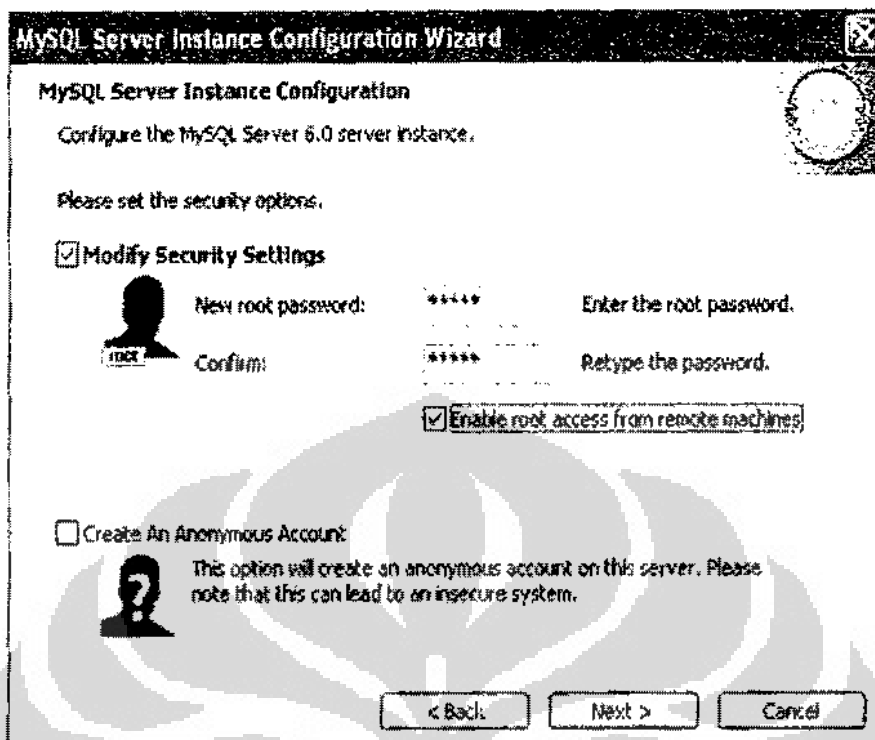 MySQL Server Instance Configuration Wizard
MySQL Server Instance Configuration
Configure the MySQL Server 6.0 server instance.
Please set the security options.
Modify Security Settings
New root password: ***** Enter the root password.
root
Confirm: ***** Retype the password.
Enable root access from remote machines
Create An Anonymous Account
This option will create an anonymous account on this server. Please
note that this can lead to an insecure system.
< Back Next > Cancel